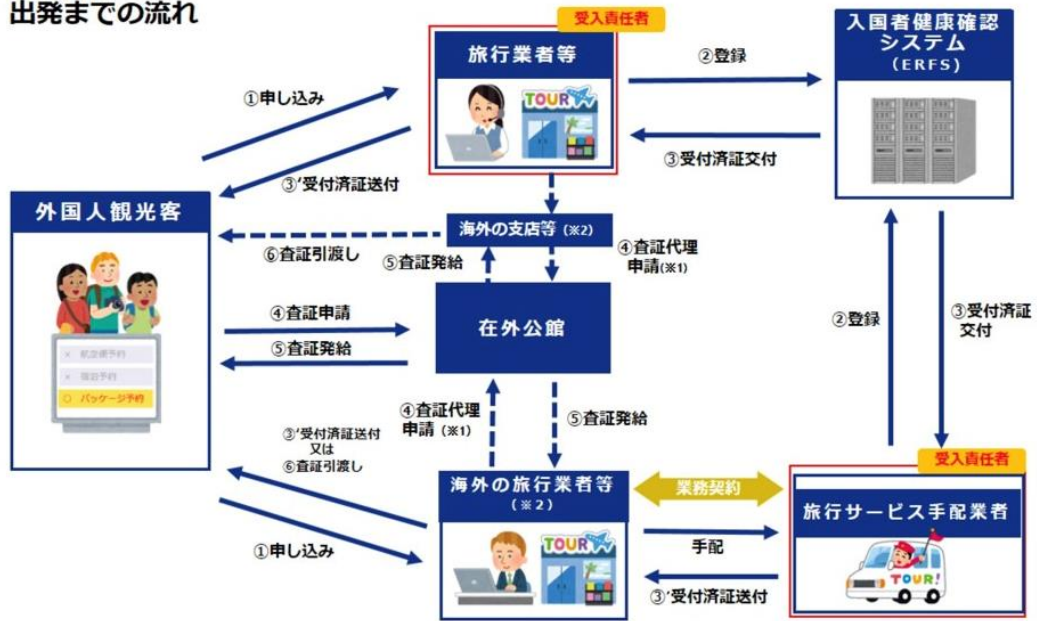 出発までの流れ
受入責任者
旅行業者等
TOUR
入国者健康確認
システム
(ERFS)
①申し込み
②登録
③受付済証交付
③'受付済証送付
外国人観光客
× 航空便予約
× 宿泊予約
○ パッケージ予約
海外の支店等 (※2)
⑥査証引渡し
⑤査証発給
④査証代理
申請(※1)
④査証申請
⑤査証発給
在外公館
②登録
③受付済証
交付
④査証代理
申請 (※1)
⑤査証発給
③'受付済証送付
又は
⑥査証引渡し
①申し込み
海外の旅行業者等
(※2)
TOUR
業務契約
手配
③'受付済証送付
受入責任者
旅行サービス手配業者
TOUR!